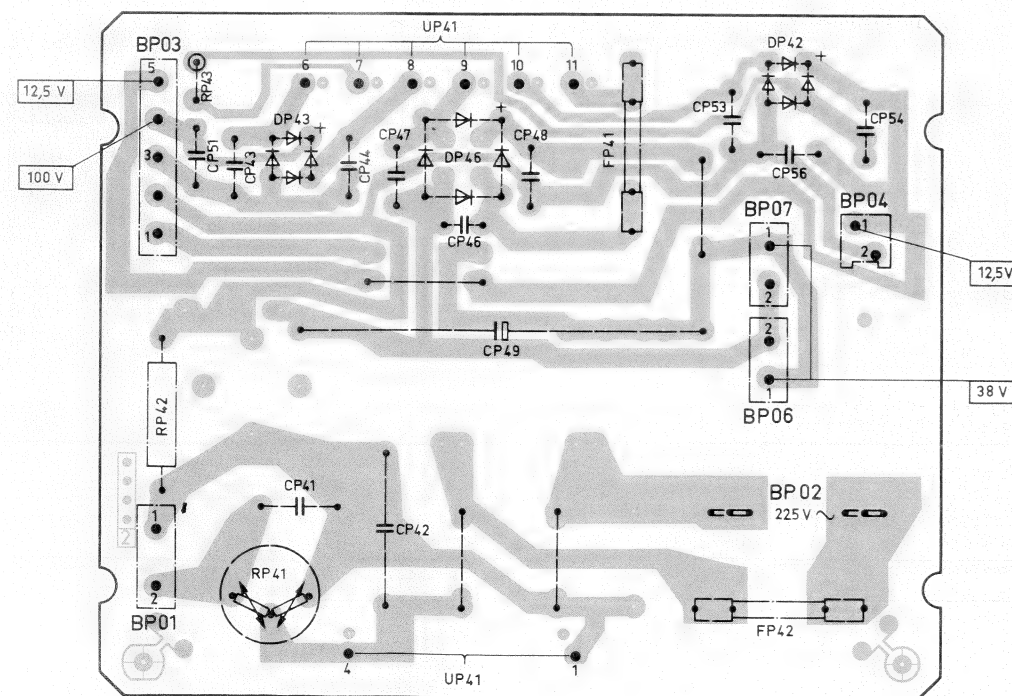 UP41
BP03
DP42
+
5
6
7
8
9
10
11
12,5 V
RP43
CP53
CP54
DP43
+
CP47
+
CP48
CP51
CP43
CP44
DP46
FP41
3
CP56
100 V
BP07
BP04
1
1
1
CP46
2
12,5V
2
2
CP49
38 V
1
RP42
BP06
CP41
BP02
1
225 V ~
CP42
2
RP41
2
BP01
FP42
4
UP41
1